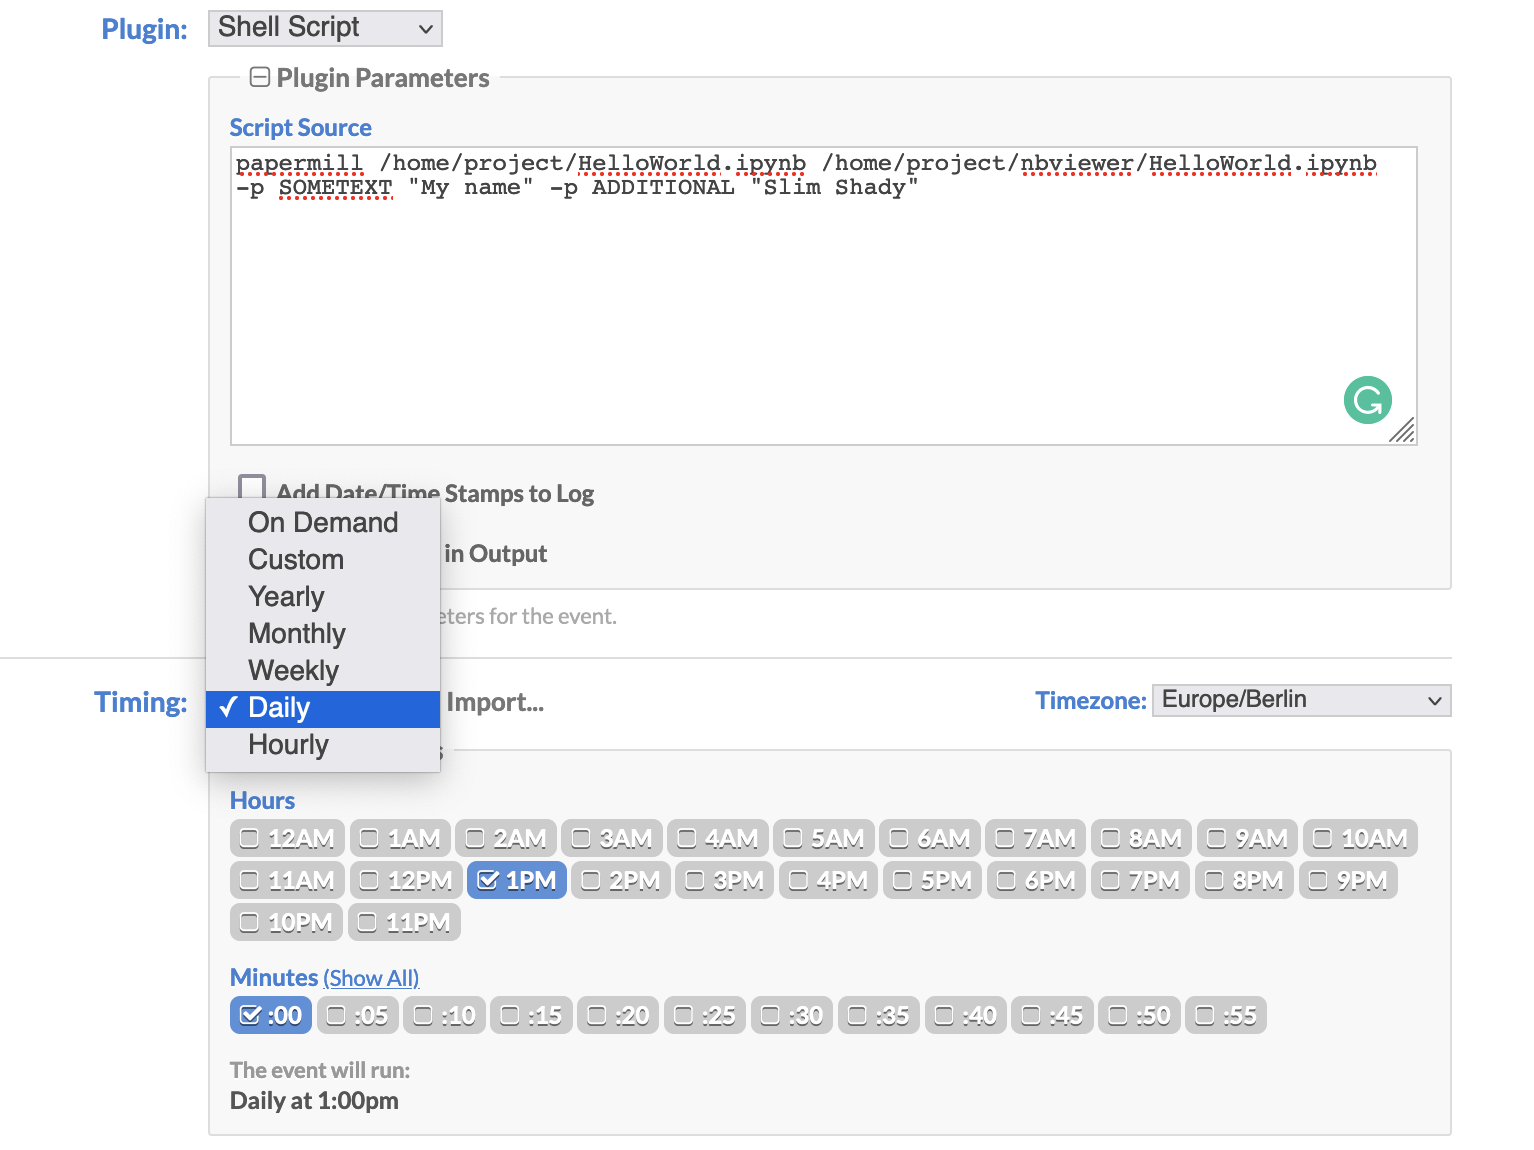 Plugin: Shell Script
Plugin Parameters
Script Source
papermill /home/project/HelloWorld.ipynb /home/project/nbviewer/HelloWorld.ipynb
-p SOMETEXT "My name" -p ADDITIONAL "Slim Shady"
Add Date/Time Stamps to Log
in Output
for the event.
On Demand
Custom
Yearly
Monthly
Weekly
✓ Daily
Hourly
Timing: Import... Timezone: Europe/Berlin
Hours
12AM 1AM 2AM 3AM 4AM 5AM 6AM 7AM 8AM 9AM 10AM
11AM 12PM 1PM 2PM 3PM 4PM 5PM 6PM 7PM 8PM 9PM
10PM 11PM
Minutes (Show All)
:00 :05 :10 :15 :20 :25 :30 :35 :40 :45 :50 :55
The event will run:
Daily at 1:00pm